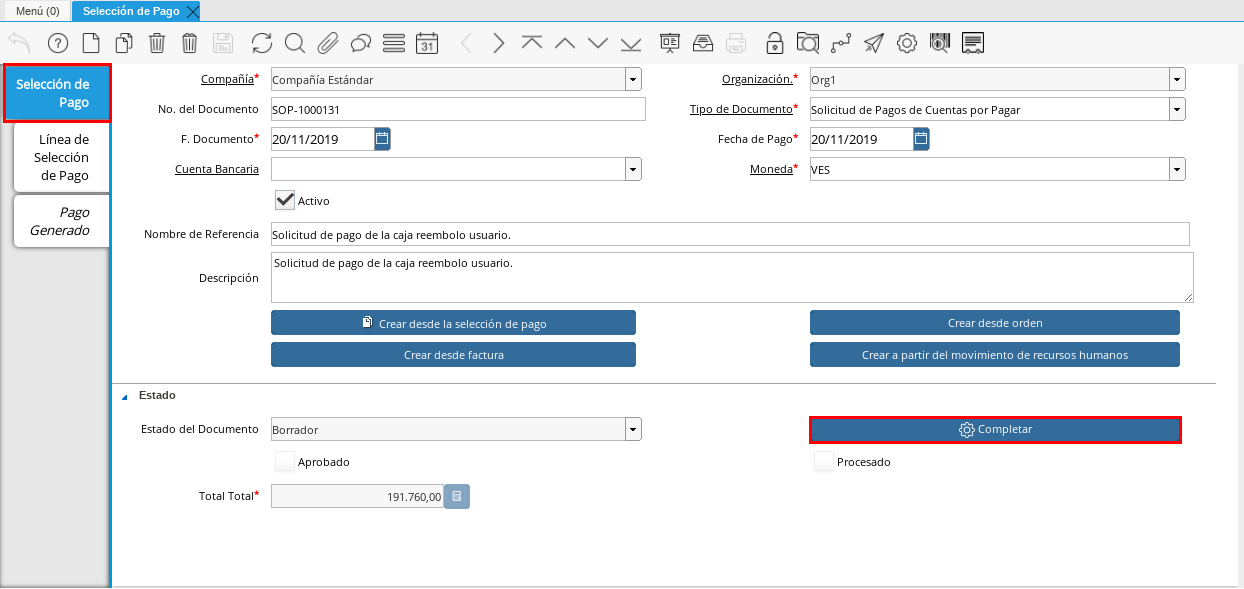 Menú (0)
Selección de Pago
31
Selección de
Pago
Línea de
Selección
de Pago
Pago
Generado
Compañía* Compañía Estándar
Organización.* Org1
No. del Documento SOP-1000131
Tipo de Documento* Solicitud de Pagos de Cuentas por Pagar
F. Documento* 20/11/2019
Fecha de Pago* 20/11/2019
Cuenta Bancaria
Moneda* VES
Activo
Nombre de Referencia Solicitud de pago de la caja reembolo usuario.
Descripción Solicitud de pago de la caja reembolo usuario.
Crear desde la selección de pago
Crear desde orden
Crear desde factura
Crear a partir del movimiento de recursos humanos
Estado
Estado del Documento Borrador
Completar
Aprobado
Procesado
Total Total* 191.760,00